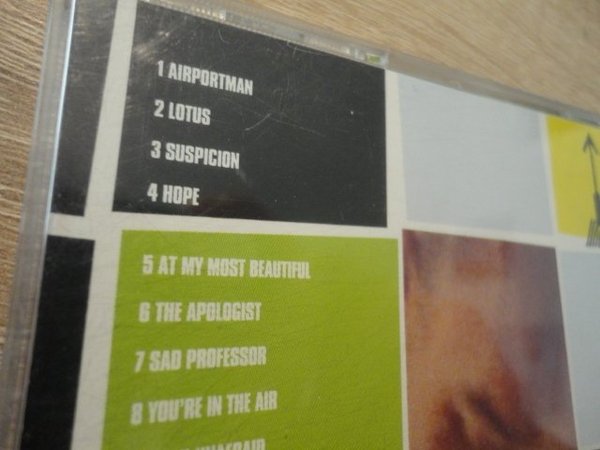 1 AIRPORTMAN
2 LOTUS
3 SUSPICION
4 HOPE
5 AT MY MOST BEAUTIFUL
6 THE APOLOGIST
7 SAD PROFESSOR
8 YOU'RE IN THE AIR